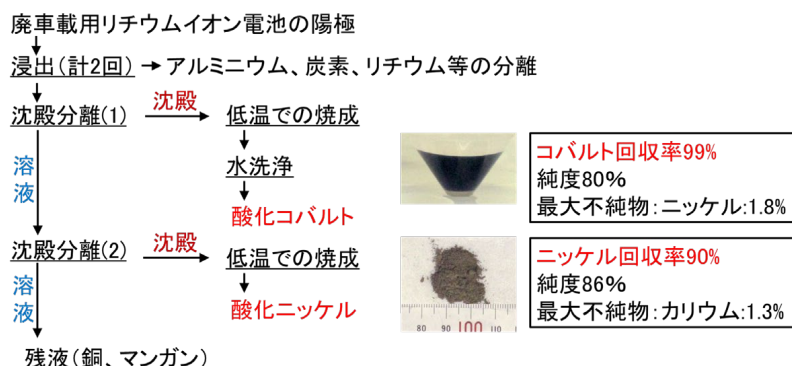 廃車載用リチウムイオン電池の陽極
浸出(計2回)→アルミニウム、炭素、リチウム等の分離
沈殿分離(1)
沈殿
低温での焼成
水洗浄
酸化コバルト
溶液
コバルト回収率99%
純度80%
最大不純物:ニッケル:1.8%
沈殿分離(2)
沈殿
低温での焼成
酸化ニッケル
溶液
80 90 100 110
ニッケル回収率90%
純度86%
最大不純物:カリウム:1.3%
残液(銅、マンガン)